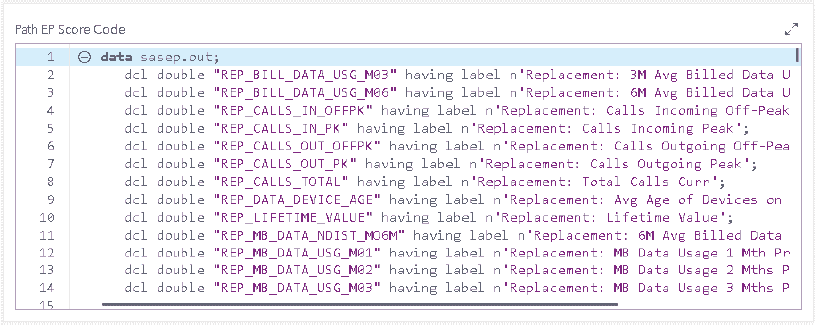 Path EP Score Code
1 data sasep.out;
2 dcl double "REP_BILL_DATA_USG_M03" having label n'Replacement: 3M Avg Billed Data U
3 dcl double "REP_BILL_DATA_USG_M06" having label n'Replacement: 6M Avg Billed Data U
4 dcl double "REP_CALLS_IN_OFFPK" having label n'Replacement: Calls Incoming Off-Peak
5 dcl double "REP_CALLS_IN_PK" having label n'Replacement: Calls Incoming Peak';
6 dcl double "REP_CALLS_OUT_OFFPK" having label n'Replacement: Calls Outgoing Off-Pea
7 dcl double "REP_CALLS_OUT_PK" having label n'Replacement: Calls Outgoing Peak';
8 dcl double "REP_CALLS_TOTAL" having label n'Replacement: Total Calls Curr';
9 dcl double "REP_DATA_DEVICE_AGE" having label n'Replacement: Avg Age of Devices on
10 dcl double "REP_LIFETIME_VALUE" having label n'Replacement: Lifetime Value';
11 dcl double "REP_MB_DATA_NDIST_MO6M" having label n'Replacement: 6M Avg Billed Data
12 dcl double "REP_MB_DATA_USG_M01" having label n'Replacement: MB Data Usage 1 Mth Pr
13 dcl double "REP_MB_DATA_USG_M02" having label n'Replacement: MB Data Usage 2 Mths P
14 dcl double "REP_MB_DATA_USG_M03" having label n'Replacement: MB Data Usage 3 Mths P
15